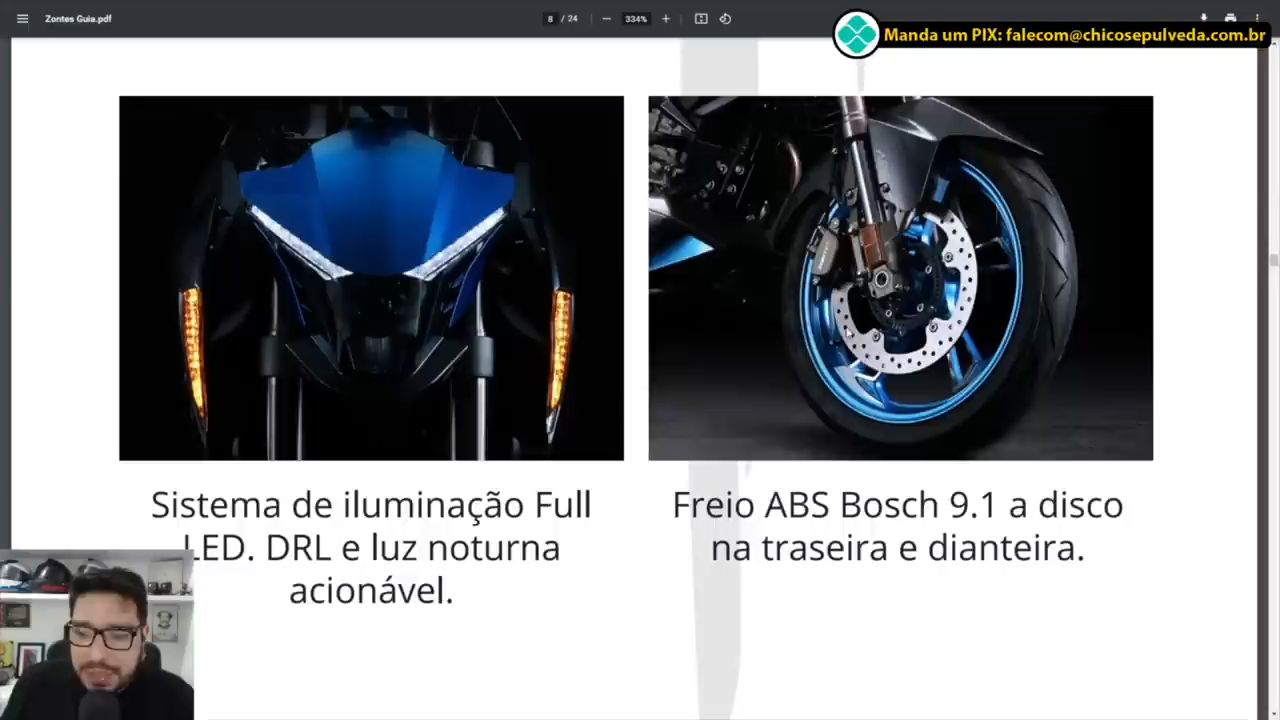 Zontes Guia.pdf
8 / 24
334%
Manda um PIX: falecom@chicosepulveda.com.br
Sistema de iluminação Full
LED. DRL e luz noturna
acionável.
Freio ABS Bosch 9.1 a disco
na traseira e dianteira.